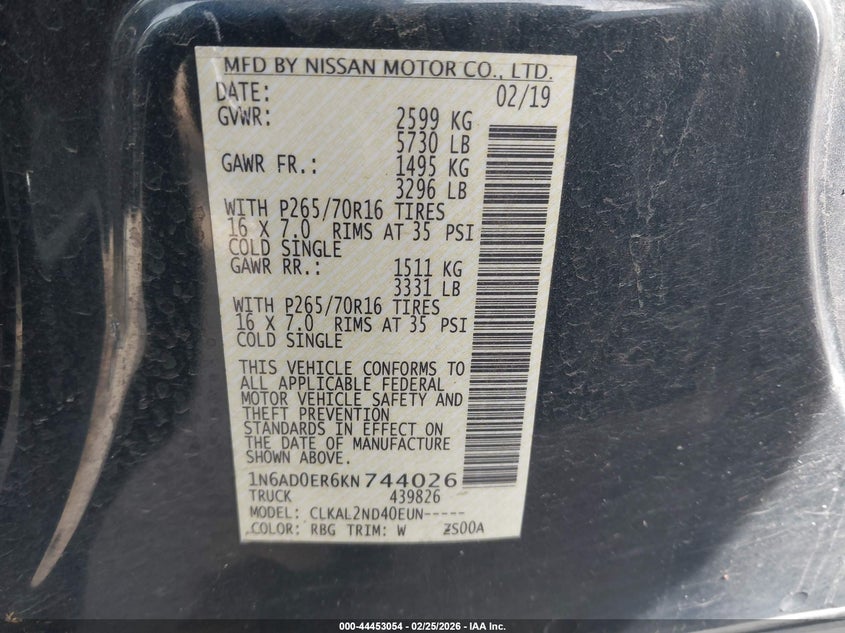 MFD BY NISSAN MOTOR CO., LTD.
DATE: 02/19
GVWR: 2599 KG
5730 LB
GAWR FR.: 1495 KG
3296 LB
WITH P265/70R16 TIRES
16 X 7.0 RIMS AT 35 PSI
COLD SINGLE
GAWR RR.: 1511 KG
3331 LB
WITH P265/70R16 TIRES
16 X 7.0 RIMS AT 35 PSI
COLD SINGLE
THIS VEHICLE CONFORMS TO
ALL APPLICABLE FEDERAL
MOTOR VEHICLE SAFETY AND
THEFT PREVENTION
STANDARDS IN EFFECT ON
THE DATE OF MANUFACTURE
SHOWN ABOVE.
1N6AD0ER6KN744026
TRUCK 439826
MODEL: CLKAL2ND40EUN-----
COLOR: RBG TRIM: W ZS00A
000-44453054 - 02/25/2026 - IAA Inc.